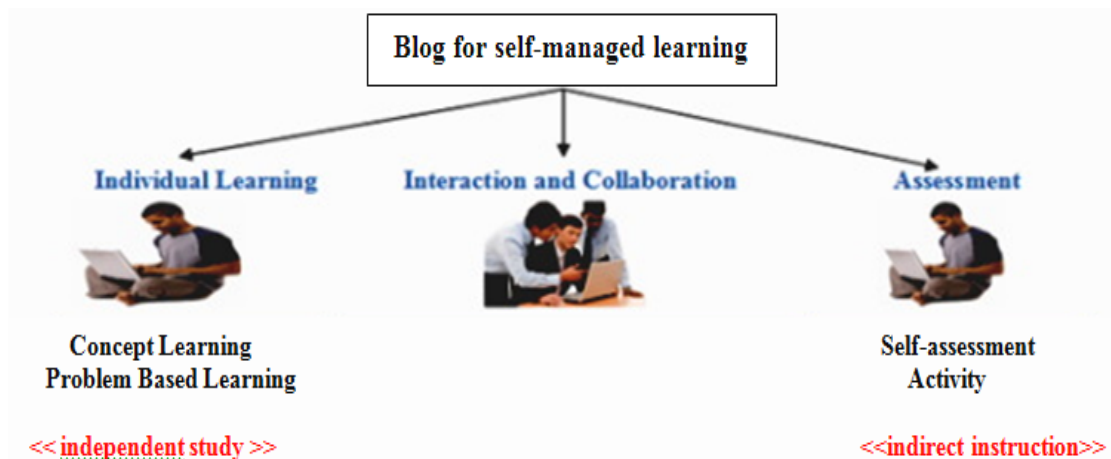 Blog for self-managed learning
Individual Learning
Interaction and Collaboration
Assessment
Concept Learning
Problem Based Learning
Self-assessment
Activity
<< independent study >>
<<indirect instruction>>